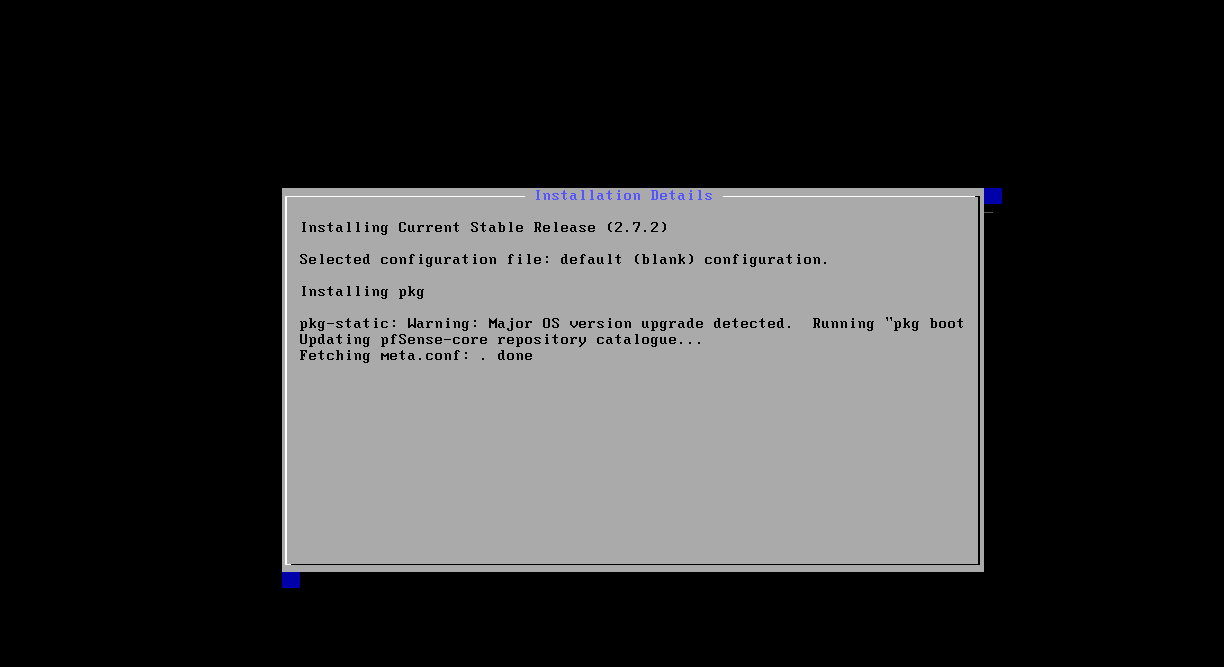 Installation Details
Installing Current Stable Release (2.7.2)
Selected configuration file: default (blank) configuration.
Installing pkg
pkg-static: Warning: Major OS version upgrade detected.  Running "pkg boot
Updating pfSense-core repository catalogue...
Fetching meta.conf: . done